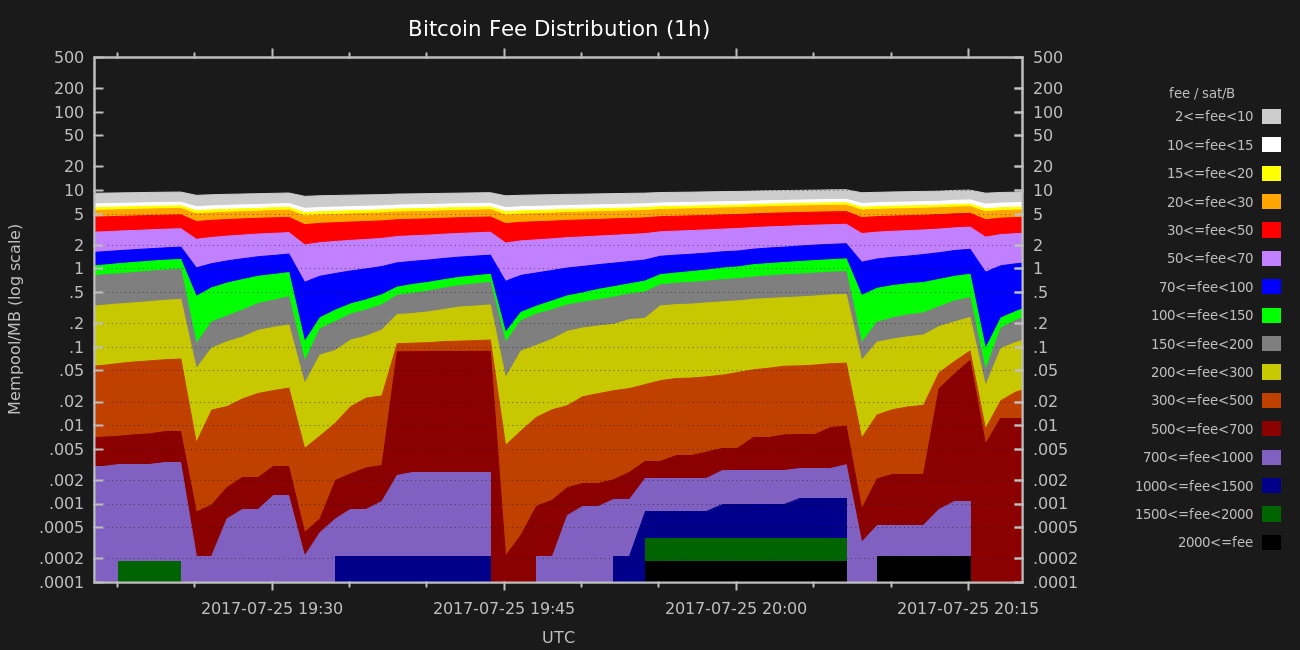 Bitcoin Fee Distribution (1h)
500 500
200 200
100 100
50 50
20 20
10 10
5 5
2 2
1 1
.5 .5
.2 .2
.1 .1
.05 .05
.02 .02
.01 .01
.005 .005
.002 .002
.001 .001
.0005 .0005
.0002 .0002
.0001 .0001
Mempool/MB (log scale)
2017-07-25 19:30 2017-07-25 19:45 2017-07-25 20:00 2017-07-25 20:15
UTC
fee / sat/B
2<=fee<10
10<=fee<15
15<=fee<20
20<=fee<30
30<=fee<50
50<=fee<70
70<=fee<100
100<=fee<150
150<=fee<200
200<=fee<300
300<=fee<500
500<=fee<700
700<=fee<1000
1000<=fee<1500
1500<=fee<2000
2000<=fee